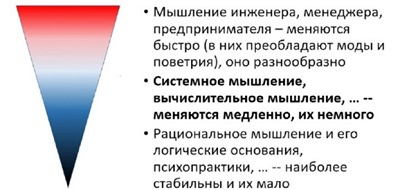 • Мышление инженера, менеджера,
предпринимателя – меняются
быстро (в них преобладают моды и
поветрия), оно разнообразно
• Системное мышление,
вычислительное мышление, … --
меняются медленно, их немного
• Рациональное мышление и его
логические основания,
психопрактики, … -- наиболее
стабильны и их мало